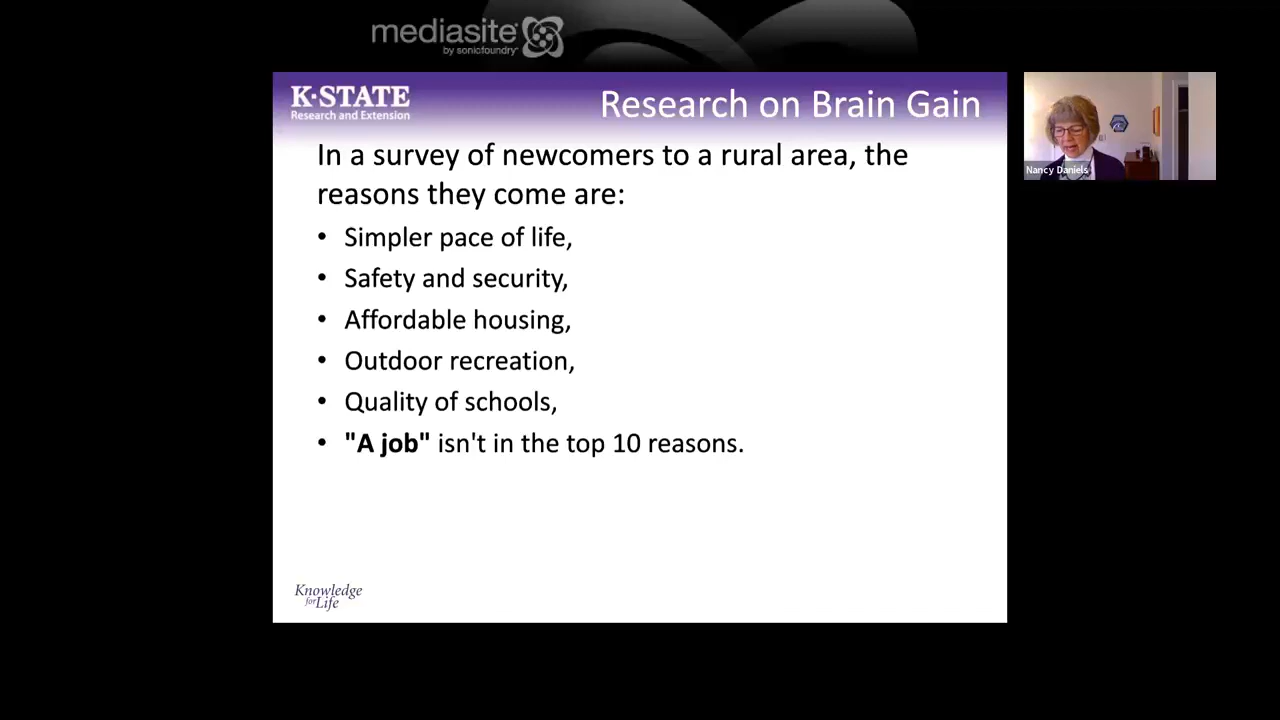 mediasite
by sonicfoundry
K·STATE
Research and Extension
Research on Brain Gain
In a survey of newcomers to a rural area, the
reasons they come are:
• Simpler pace of life,
• Safety and security,
• Affordable housing,
• Outdoor recreation,
• Quality of schools,
• "A job" isn't in the top 10 reasons.
Knowledge
for Life
Nancy Daniels